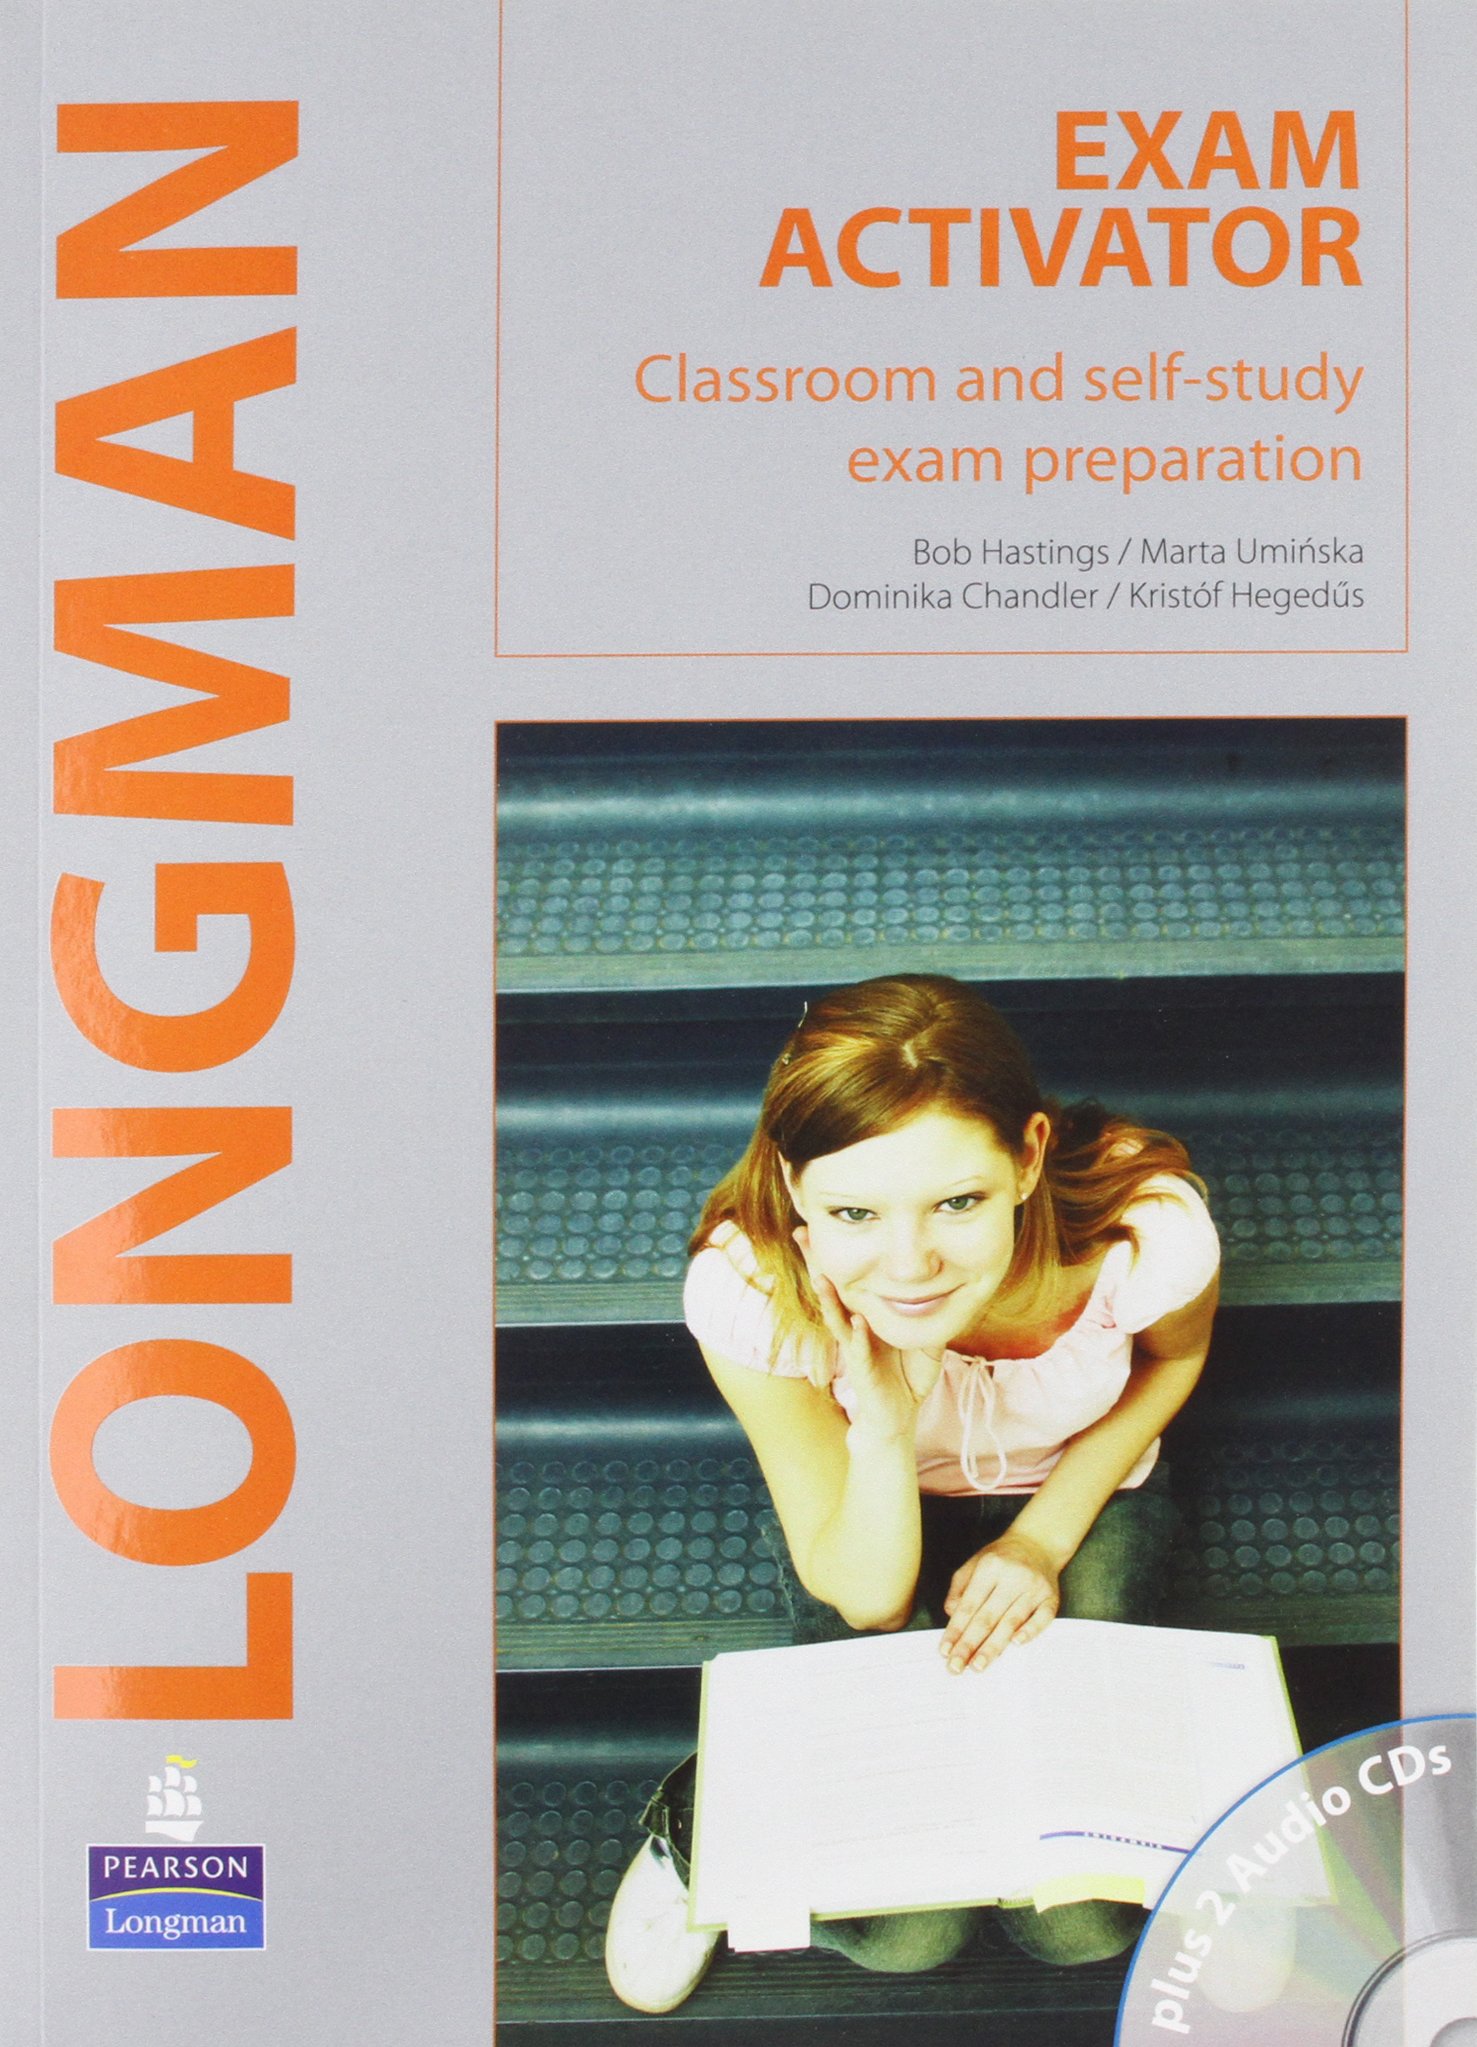 LONGMAN
EXAM
ACTIVATOR
Classroom and self-study
exam preparation
Bob Hastings / Marta Umińska
Dominika Chandler / Kristóf Hegedűs
PEARSON
Longman
plus 2 Audio CDs